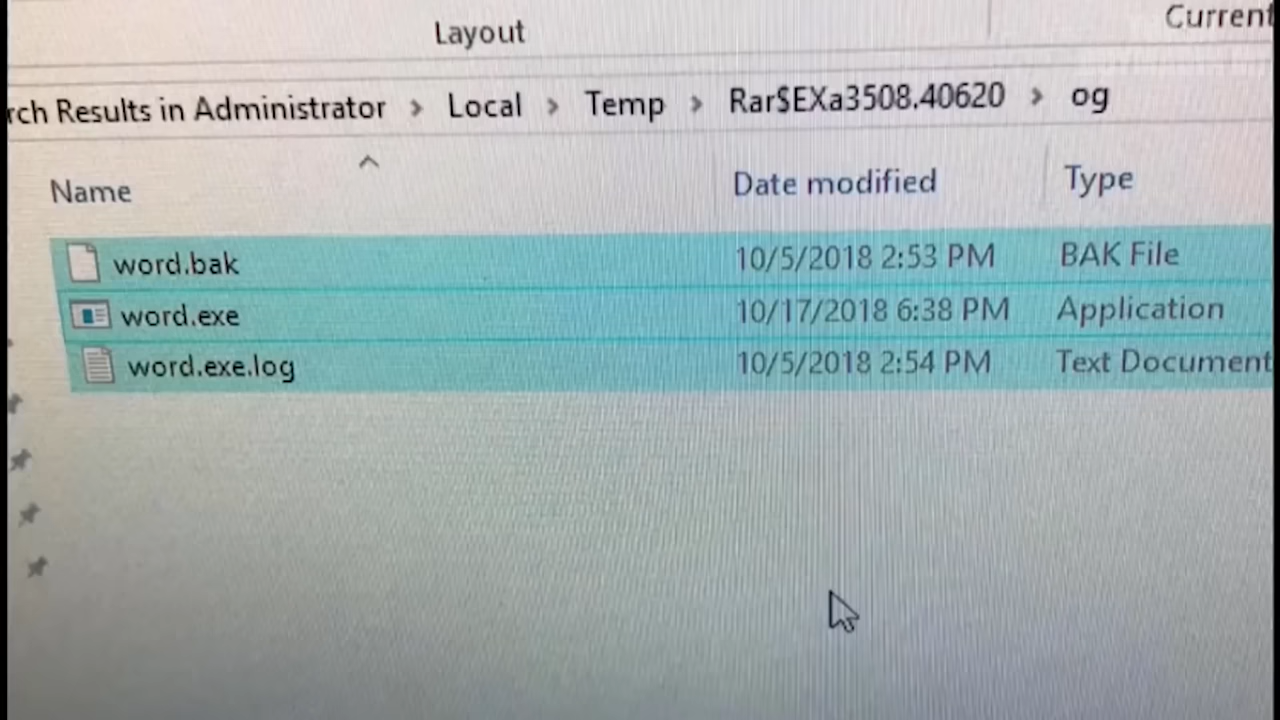 Layout
Current
rch Results in Administrator > Local > Temp > Rar$EXa3508.40620 > og
Name Date modified Type
word.bak 10/5/2018 2:53 PM BAK File
word.exe 10/17/2018 6:38 PM Application
word.exe.log 10/5/2018 2:54 PM Text Document